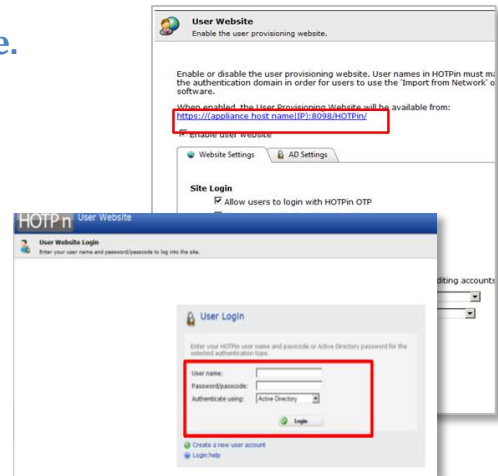 e.
User Website
Enable the user provisioning website.
Enable or disable the user provisioning website. User names in HOTPin must ma
the authentication domain in order for users to use the 'Import from Network' o
software.
When enabled, the User Provisioning Website will be available from:
https://(appliance host name|IP):8098/HOTPin/
Enable user website
Website Settings
AD Settings
Site Login
Allow users to login with HOTPin OTP
diting accounts
HOTPin User Website
User Website Login
Enter your user name and password/passcode to log into the site.
User Login
Enter your HOTPin user name and passcode or Active Directory password for the
selected authentication type.
User name:
Password/passcode:
Authenticate using: Active Directory
Login
Create a new user account
Login help